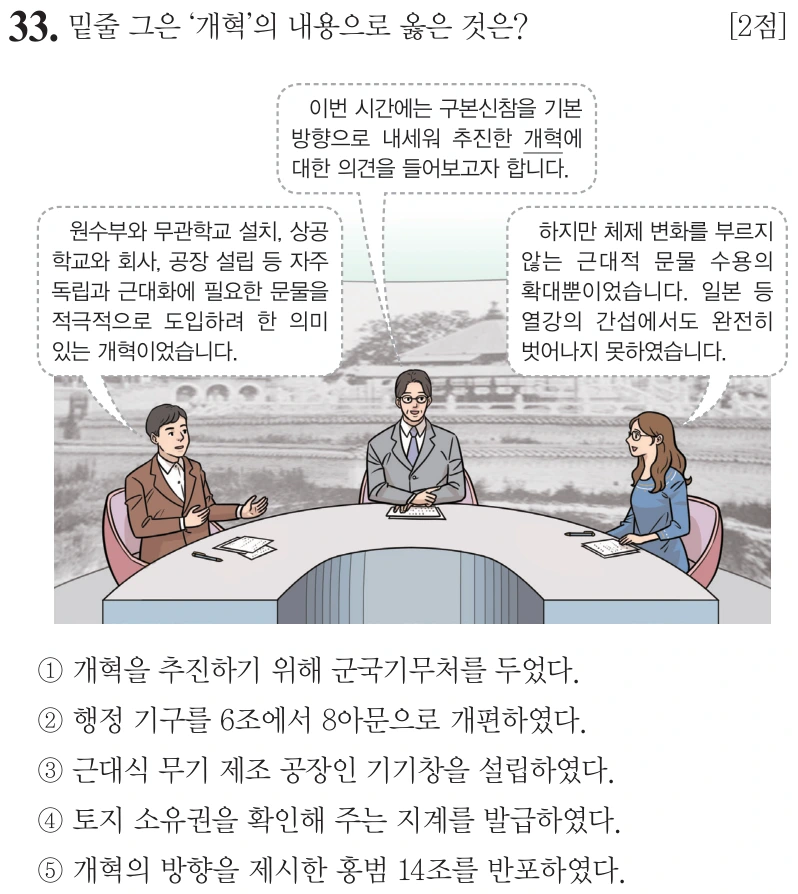 33. 밑줄 그은 ‘개혁’의 내용으로 옳은 것은? [2점]
이번 시간에는 구본신참을 기본
방향으로 내세워 추진한 개혁에
대한 의견을 들어보고자 합니다.
원수부와 무관학교 설치, 상공
학교와 회사, 공장 설립 등 자주
독립과 근대화에 필요한 문물을
적극적으로 도입하려 한 의미
있는 개혁이었습니다.
하지만 체제 변화를 부르지
않는 근대적 문물 수용의
확대뿐이었습니다. 일본 등
열강의 간섭에서도 완전히
벗어나지 못하였습니다.
① 개혁을 추진하기 위해 군국기무처를 두었다.
② 행정 기구를 6조에서 8아문으로 개편하였다.
③ 근대식 무기 제조 공장인 기기창을 설립하였다.
④ 토지 소유권을 확인해 주는 지계를 발급하였다.
⑤ 개혁의 방향을 제시한 홍범 14조를 반포하였다.